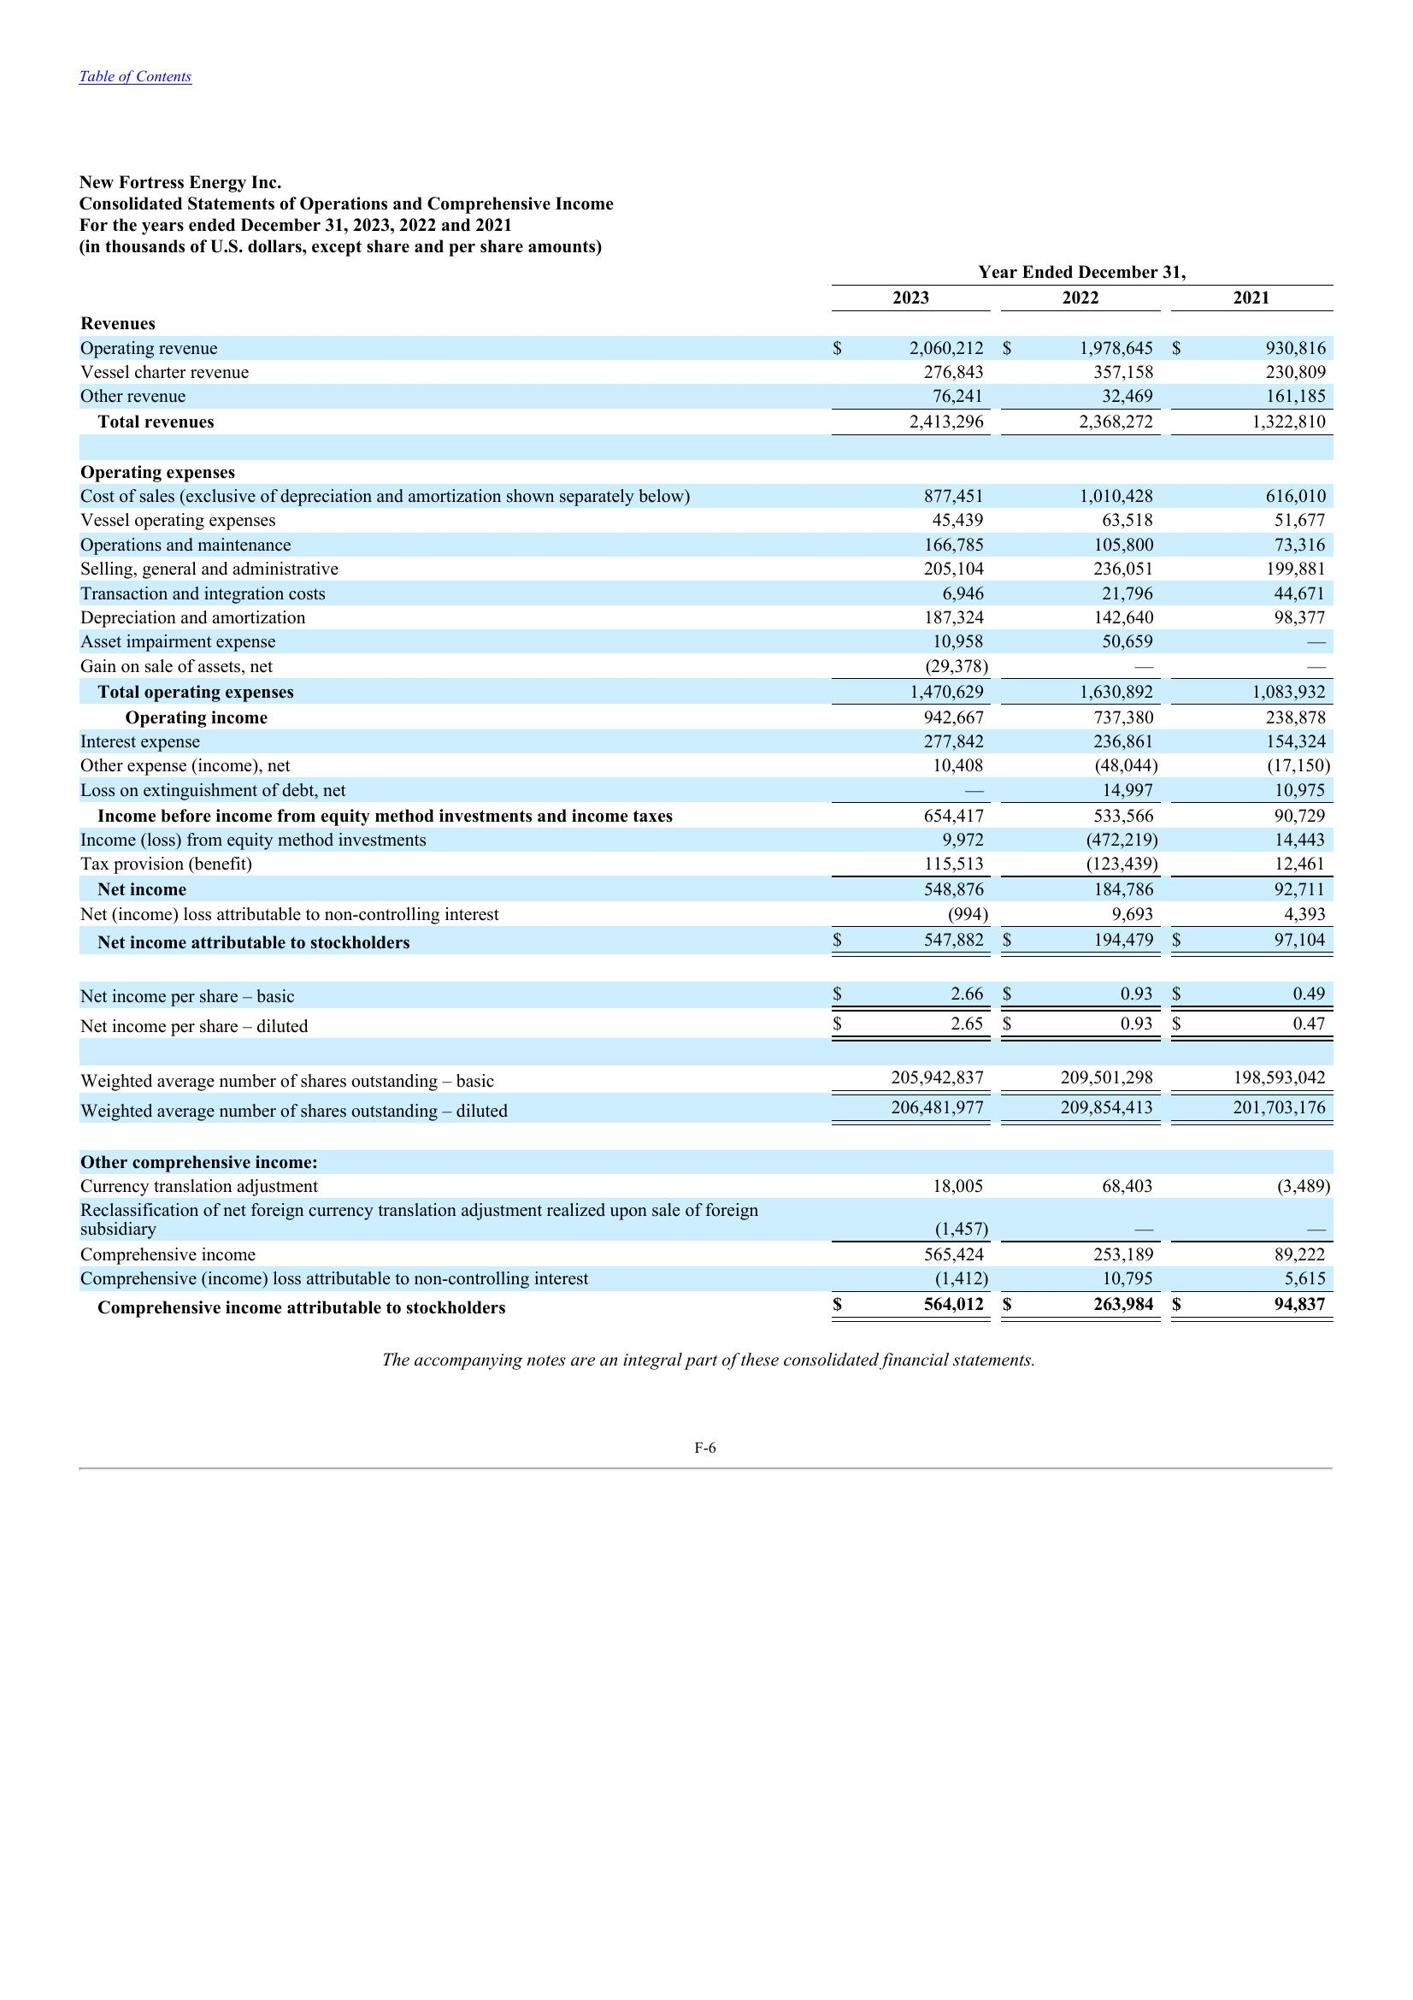 Table of Contents
New Fortress Energy Inc.
Consolidated Statements of Operations and Comprehensive Income
For the years ended December 31, 2023, 2022 and 2021
(in thousands of U.S. dollars, except share and per share amounts)
Year Ended December 31,
2023 2022 2021
Revenues
Operating revenue $ 2,060,212 $ 1,978,645 $ 930,816
Vessel charter revenue 276,843 357,158 230,809
Other revenue 76,241 32,469 161,185
Total revenues 2,413,296 2,368,272 1,322,810
Operating expenses
Cost of sales (exclusive of depreciation and amortization shown separately below) 877,451 1,010,428 616,010
Vessel operating expenses 45,439 63,518 51,677
Operations and maintenance 166,785 105,800 73,316
Selling, general and administrative 205,104 236,051 199,881
Transaction and integration costs 6,946 21,796 44,671
Depreciation and amortization 187,324 142,640 98,377
Asset impairment expense 10,958 50,659 —
Gain on sale of assets, net (29,378) — —
Total operating expenses 1,470,629 1,630,892 1,083,932
Operating income 942,667 737,380 238,878
Interest expense 277,842 236,861 154,324
Other expense (income), net 10,408 (48,044) (17,150)
Loss on extinguishment of debt, net — 14,997 10,975
Income before income from equity method investments and income taxes 654,417 533,566 90,729
Income (loss) from equity method investments 9,972 (472,219) 14,443
Tax provision (benefit) 115,513 (123,439) 12,461
Net income 548,876 184,786 92,711
Net (income) loss attributable to non-controlling interest (994) 9,693 4,393
Net income attributable to stockholders $ 547,882 $ 194,479 $ 97,104
Net income per share – basic $ 2.66 $ 0.93 $ 0.49
Net income per share – diluted $ 2.65 $ 0.93 $ 0.47
Weighted average number of shares outstanding – basic 205,942,837 209,501,298 198,593,042
Weighted average number of shares outstanding – diluted 206,481,977 209,854,413 201,703,176
Other comprehensive income:
Currency translation adjustment 18,005 68,403 (3,489)
Reclassification of net foreign currency translation adjustment realized upon sale of foreign
subsidiary (1,457) — —
Comprehensive income 565,424 253,189 89,222
Comprehensive (income) loss attributable to non-controlling interest (1,412) 10,795 5,615
Comprehensive income attributable to stockholders $ 564,012 $ 263,984 $ 94,837
The accompanying notes are an integral part of these consolidated financial statements.
F-6